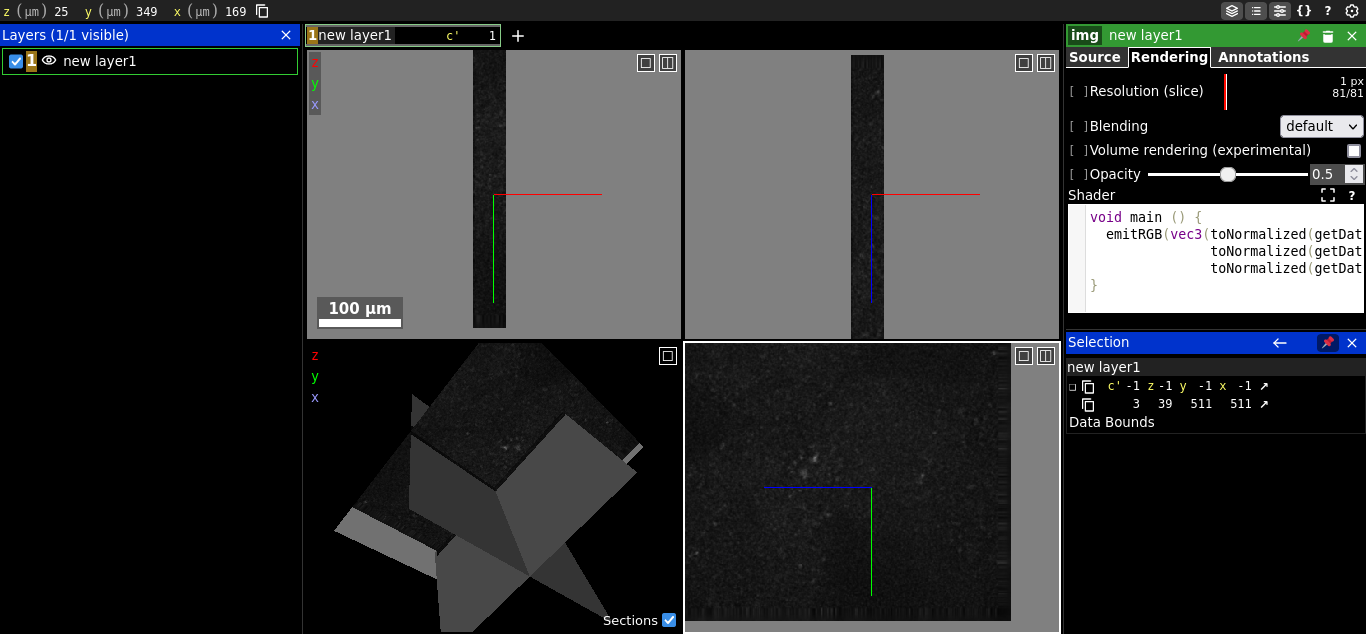 z (μm) 25 y (μm) 349 x (μm) 169 {} ?
Layers (1/1 visible)
1 new layer1
1 new layer1 c' 1 +
z
y
x
100 μm
z
y
x
Sections
img new layer1
Source Rendering Annotations
[ ]Resolution (slice) 1 px
81/81
[ ]Blending default
[ ]Volume rendering (experimental)
[ ]Opacity 0.5
Shader ?
void main () {
emitRGB(vec3(toNormalized(getDat
toNormalized(getDat
toNormalized(getDat
}
Selection
new layer1
c' -1 z -1 y -1 x -1
3 39 511 511
Data Bounds